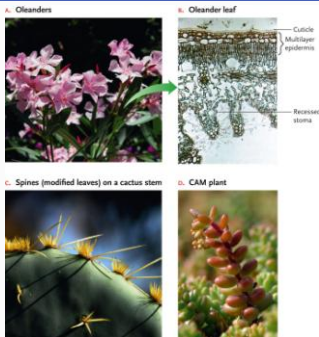 A. Oleanders
B. Oleander leaf
Cuticle
Multilayer
epidermis
Recessed
stoma
C. Spines (modified leaves) on a cactus stem
D. CAM plant